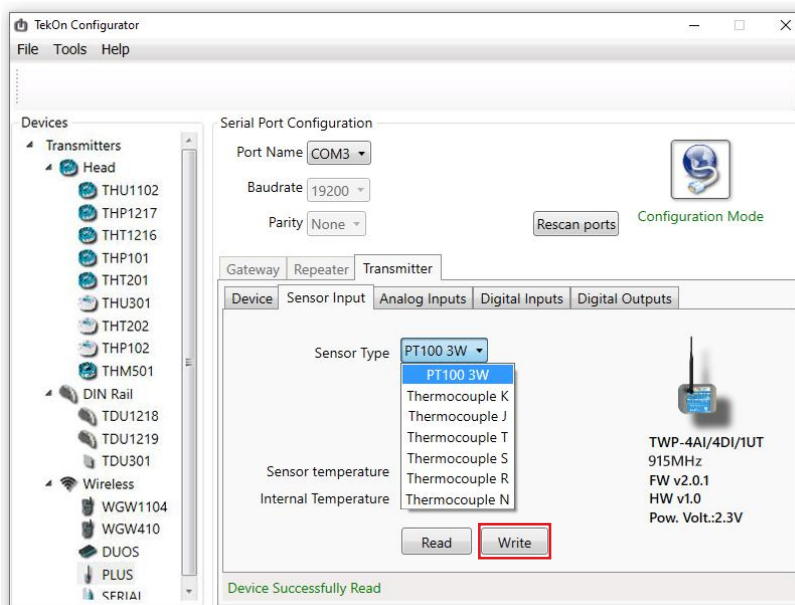 TekOn Configurator
File Tools Help
Devices
Transmitters
Head
THU1102
THP1217
THT1216
THP101
THT201
THU301
THT202
THP102
THM501
DIN Rail
TDU1218
TDU1219
TDU301
Wireless
WGW1104
WGW410
DUOS
PLUS
SERIAL
Serial Port Configuration
Port Name COM3
Baudrate 19200
Parity None
Rescan ports
Configuration Mode
Gateway Repeater Transmitter
Device Sensor Input Analog Inputs Digital Inputs Digital Outputs
Sensor Type PT100 3W
PT100 3W
Thermocouple K
Thermocouple J
Thermocouple T
Thermocouple S
Thermocouple R
Thermocouple N
Sensor temperature
Internal Temperature
Read Write
TWP-4AI/4DI/1UT
915MHz
FW v2.0.1
HW v1.0
Pow. Volt.:2.3V
Device Successfully Read